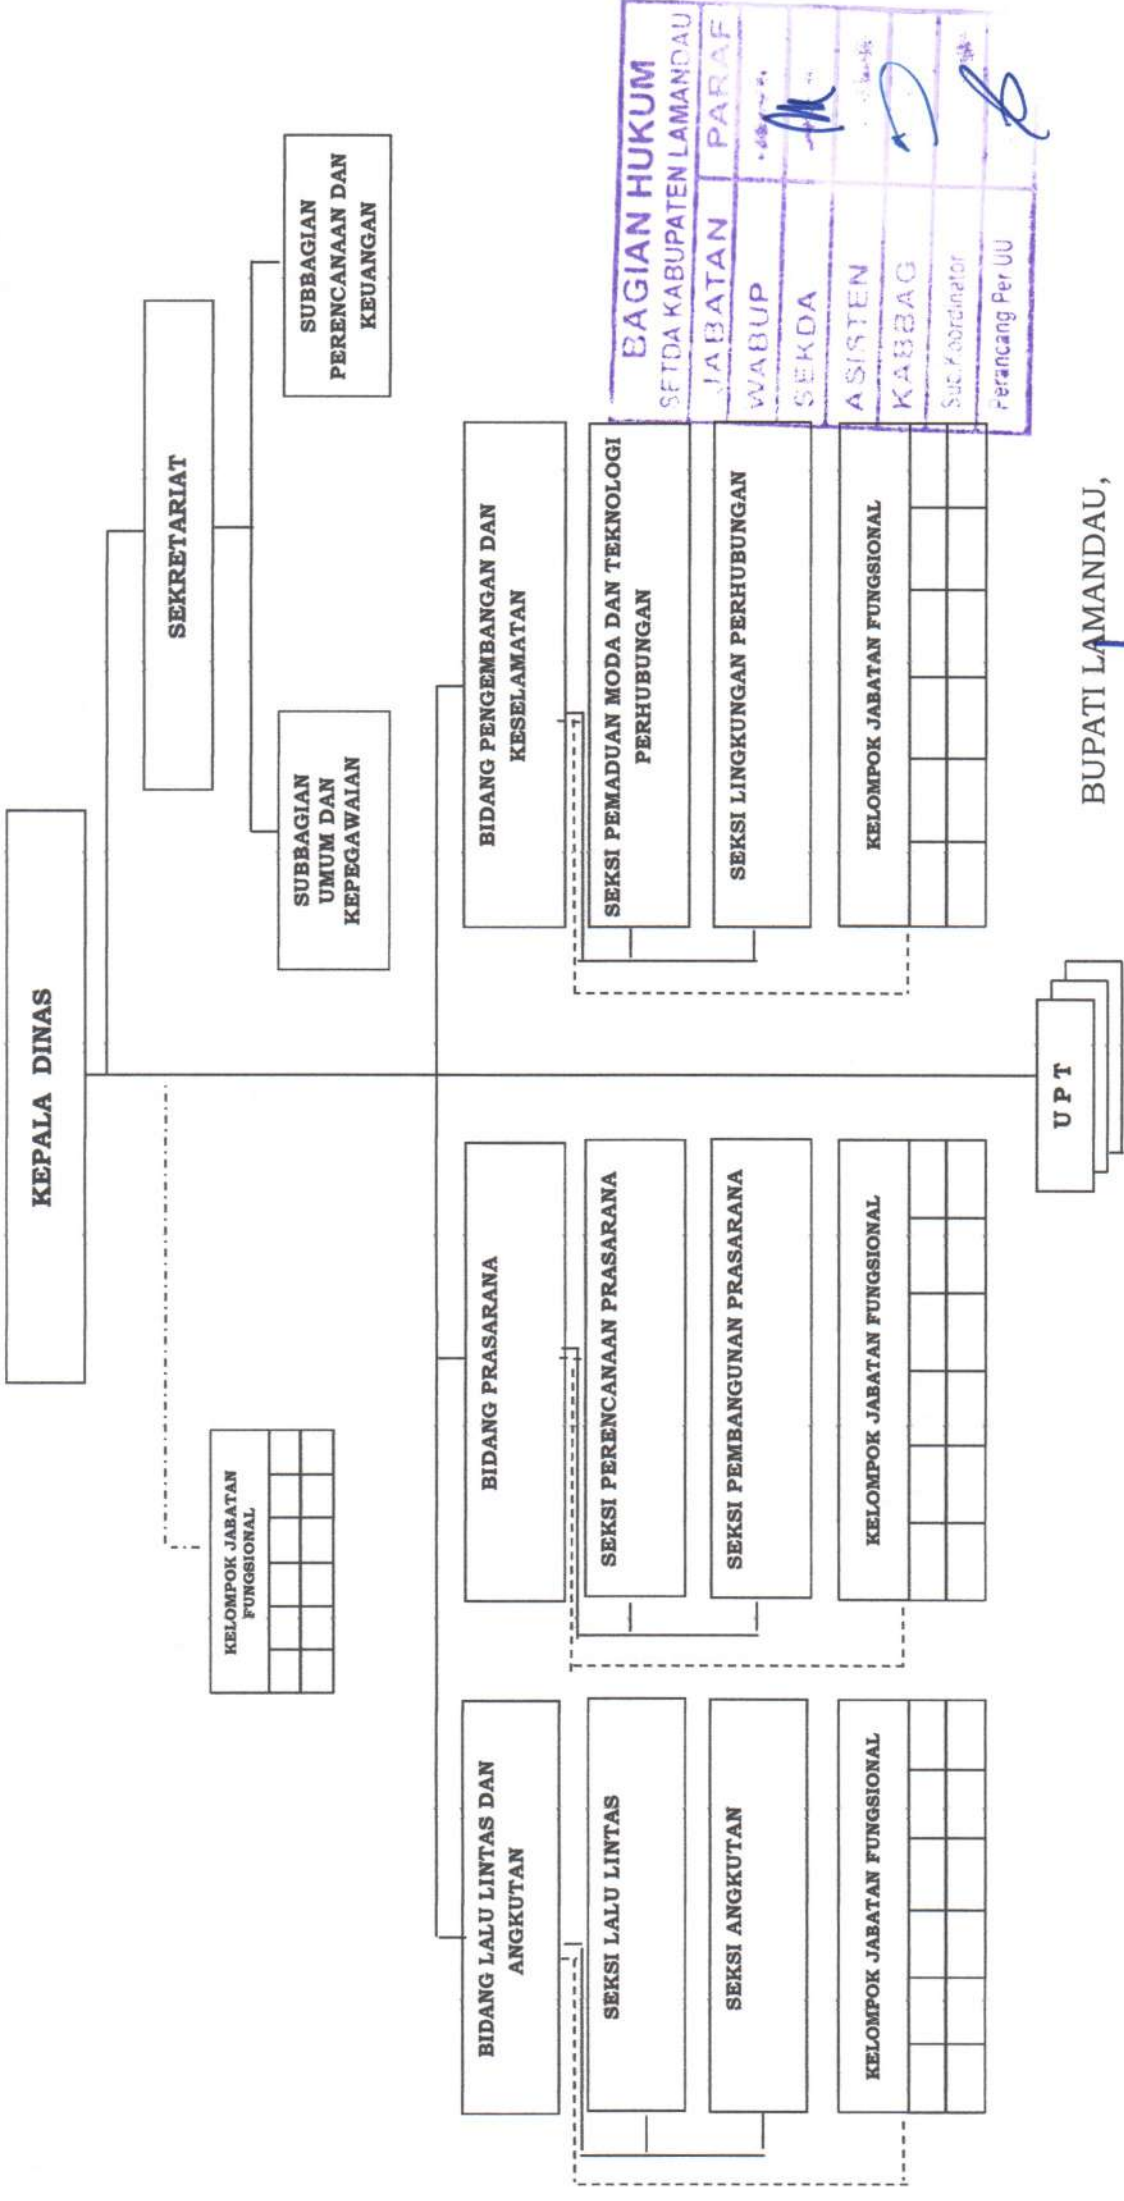 KEPALA DINAS
SEKRETARIAT
KELOMPOK JABATAN
FUNGSIONAL
SUBBAGIAN
UMUM DAN
KEPEGAWAIAN
SUBBAGIAN
PERENCANAAN DAN
KEUANGAN
BIDANG LALU LINTAS DAN
ANGKUTAN
SEKSI LALU LINTAS
SEKSI ANGKUTAN
KELOMPOK JABATAN FUNGSIONAL
BIDANG PRASARANA
SEKSI PERENCANAAN PRASARANA
SEKSI PEMBANGUNAN PRASARANA
KELOMPOK JABATAN FUNGSIONAL
BIDANG PENGEMBANGAN DAN
KESELAMATAN
SEKSI PEMADUAN MODA DAN TEKNOLOGI
PERHUBUNGAN
SEKSI LINGKUNGAN PERHUBUNGAN
KELOMPOK JABATAN FUNGSIONAL
UPT
BAGIAN HUKUM
SETDA KABUPATEN LAMANDAU
JABATAN PARAF
WABUP
SEKDA
ASISTEN
KABBAG
Sub.Koordinator
Perancang Per UU
BUPATI LAMANDAU,